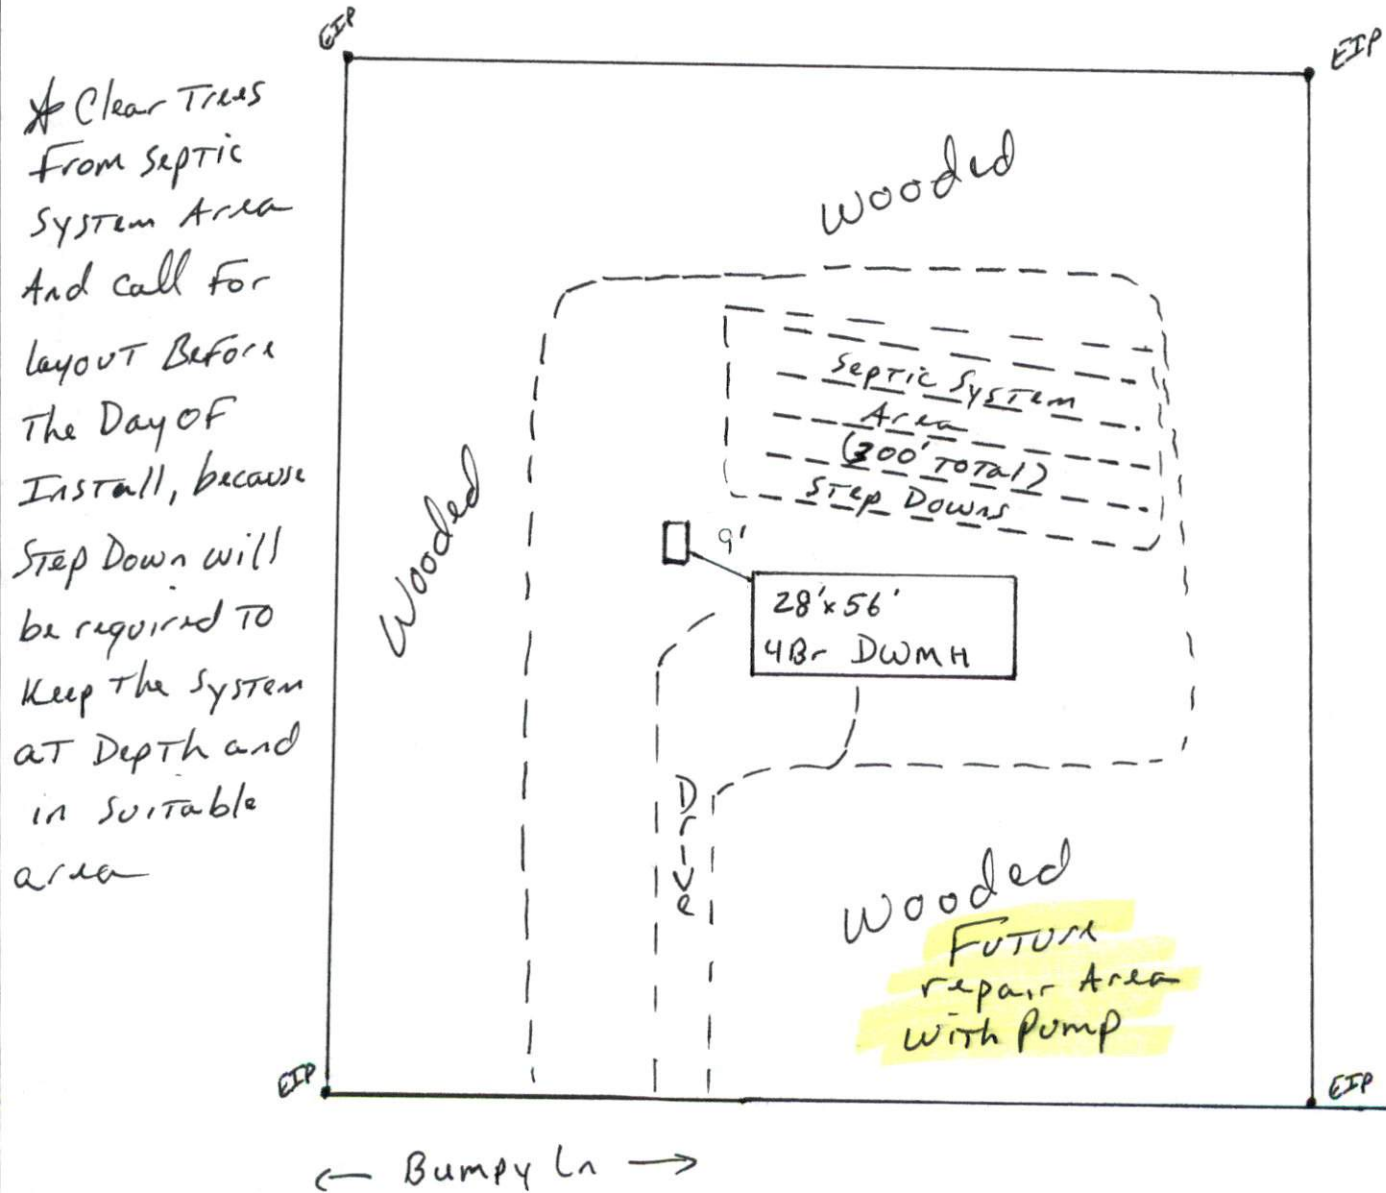 EIP
EIP
* Clear Trees
From Septic
System Area
And call For
layout Before
The Day OF
Install, because
Step Down will
be required To
Keep The System
at Depth and
in Suitable
area
Wooded
Septic System
Area
(300' Total)
Step Downs
Wooded
9'
28'x56'
4Br DWMH
Drive
Wooded
Future
repair Area
with Pump
EIP
EIP
← Bumpy Ln →